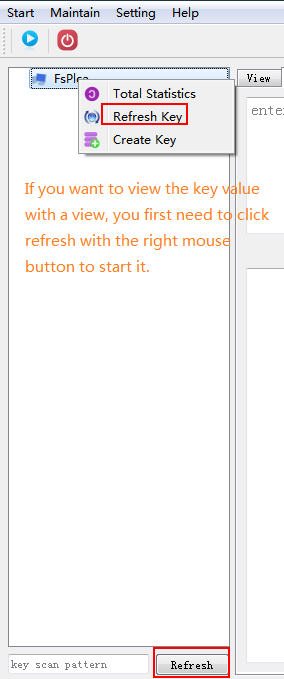 Start Maintain Setting Help
FsPlca
View
Total Statistics
Refresh Key
Create Key
If you want to view the key value
with a view, you first need to click
refresh with the right mouse
button to start it.
key scan pattern
Refresh